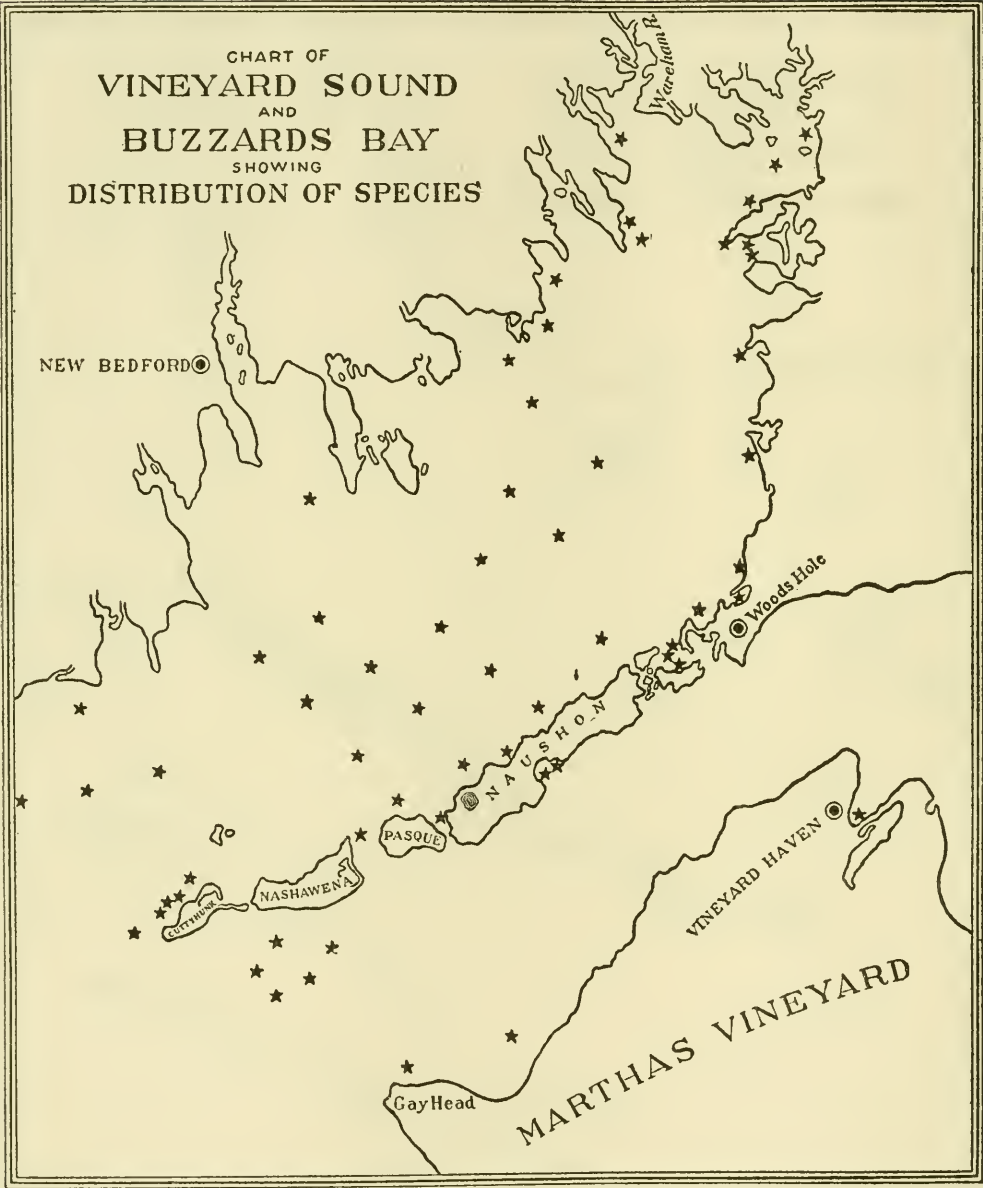 CHART OF
VINEYARD SOUND
AND
BUZZARDS BAY
SHOWING
DISTRIBUTION OF SPECIES
Wareham R.
NEW BEDFORD
Woods Hole
NAUSHON
PASQUE
NASHAWENA
CUTTYHUNK
VINEYARD HAVEN
MARTHAS VINEYARD
Gay Head